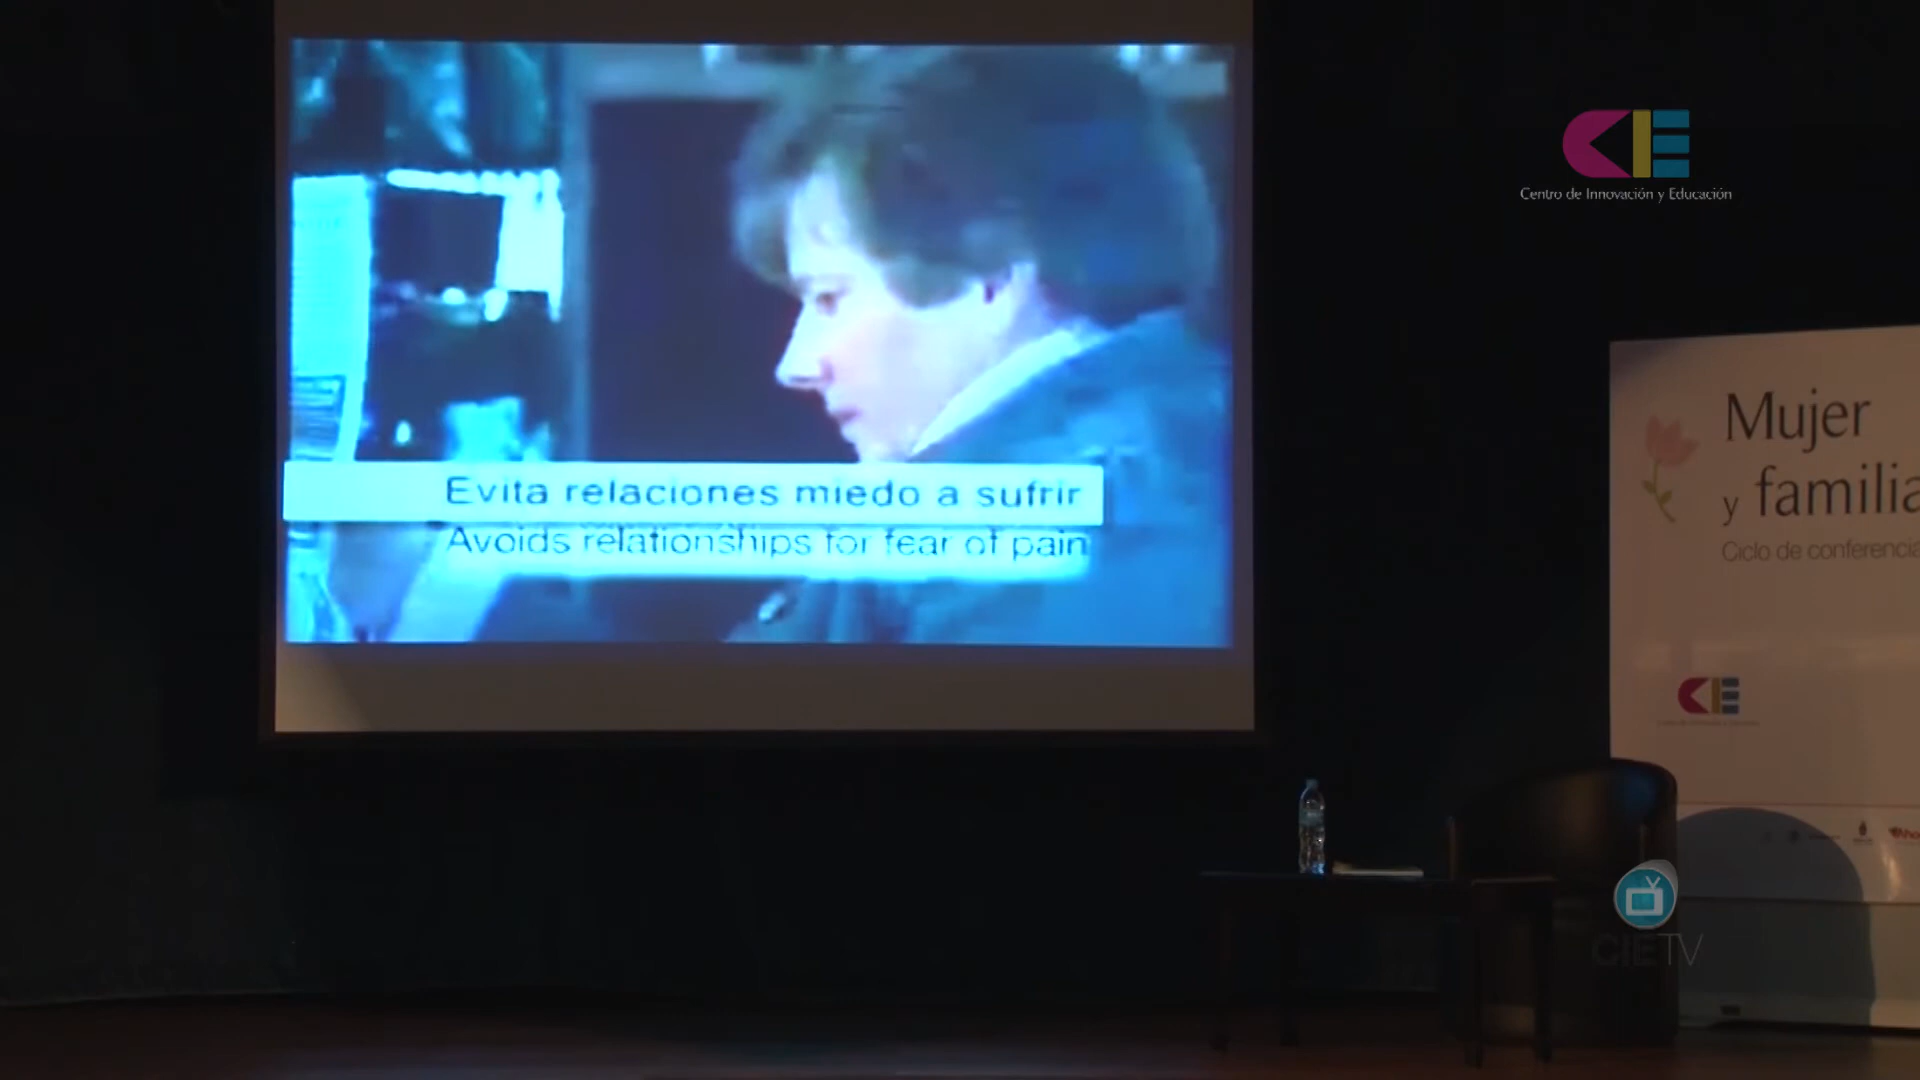 Evita relaciones miedo a sufrir
Avoids relationships for fear of pain
CIE
Centro de Innovación y Educación
Mujer
y familia
Ciclo de conferencia
CIE
CIETV